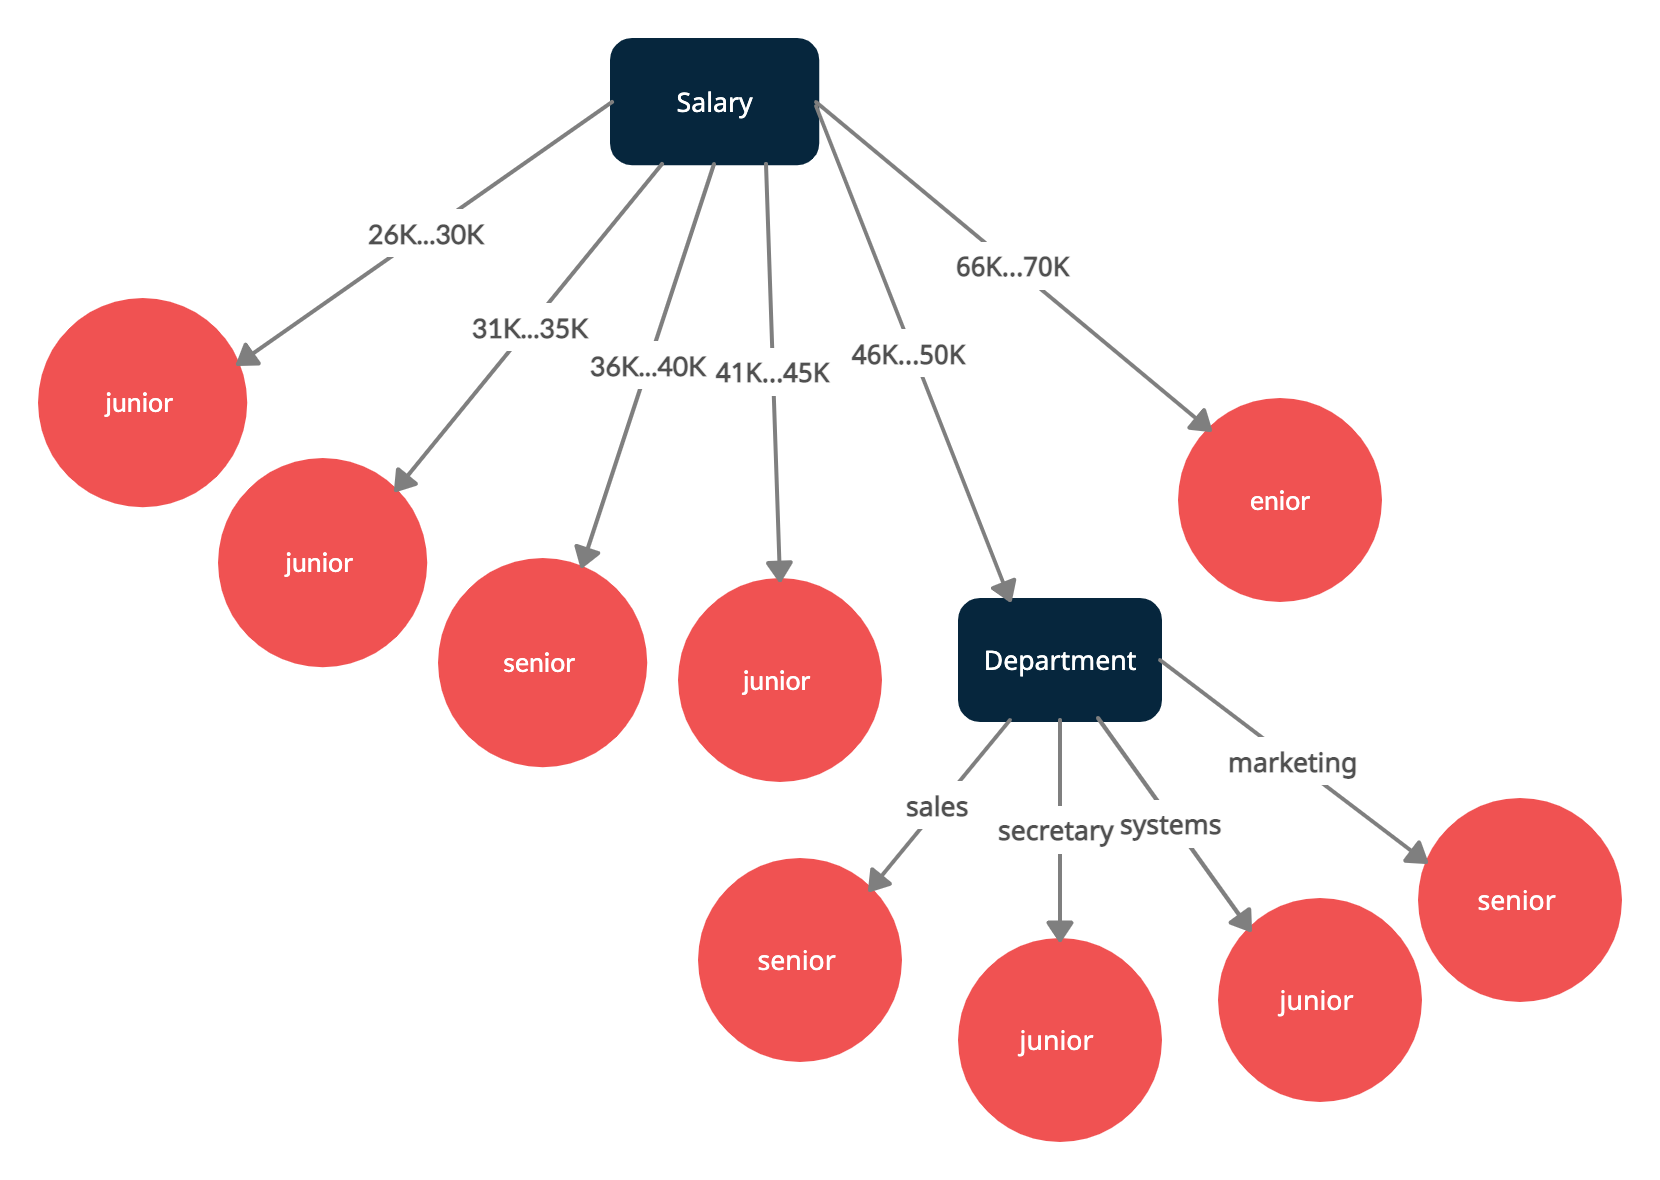 Salary
26K...30K
31K...35K
36K...40K
41K...45K
46K...50K
66K...70K
junior
junior
senior
junior
enior
Department
sales
secretary
systems
marketing
senior
junior
junior
senior